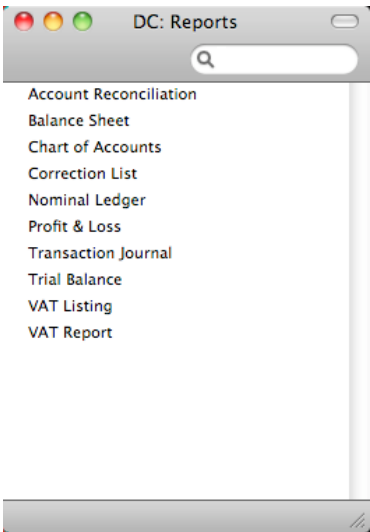 DC: Reports
Account Reconciliation
Balance Sheet
Chart of Accounts
Correction List
Nominal Ledger
Profit & Loss
Transaction Journal
Trial Balance
VAT Listing
VAT Report